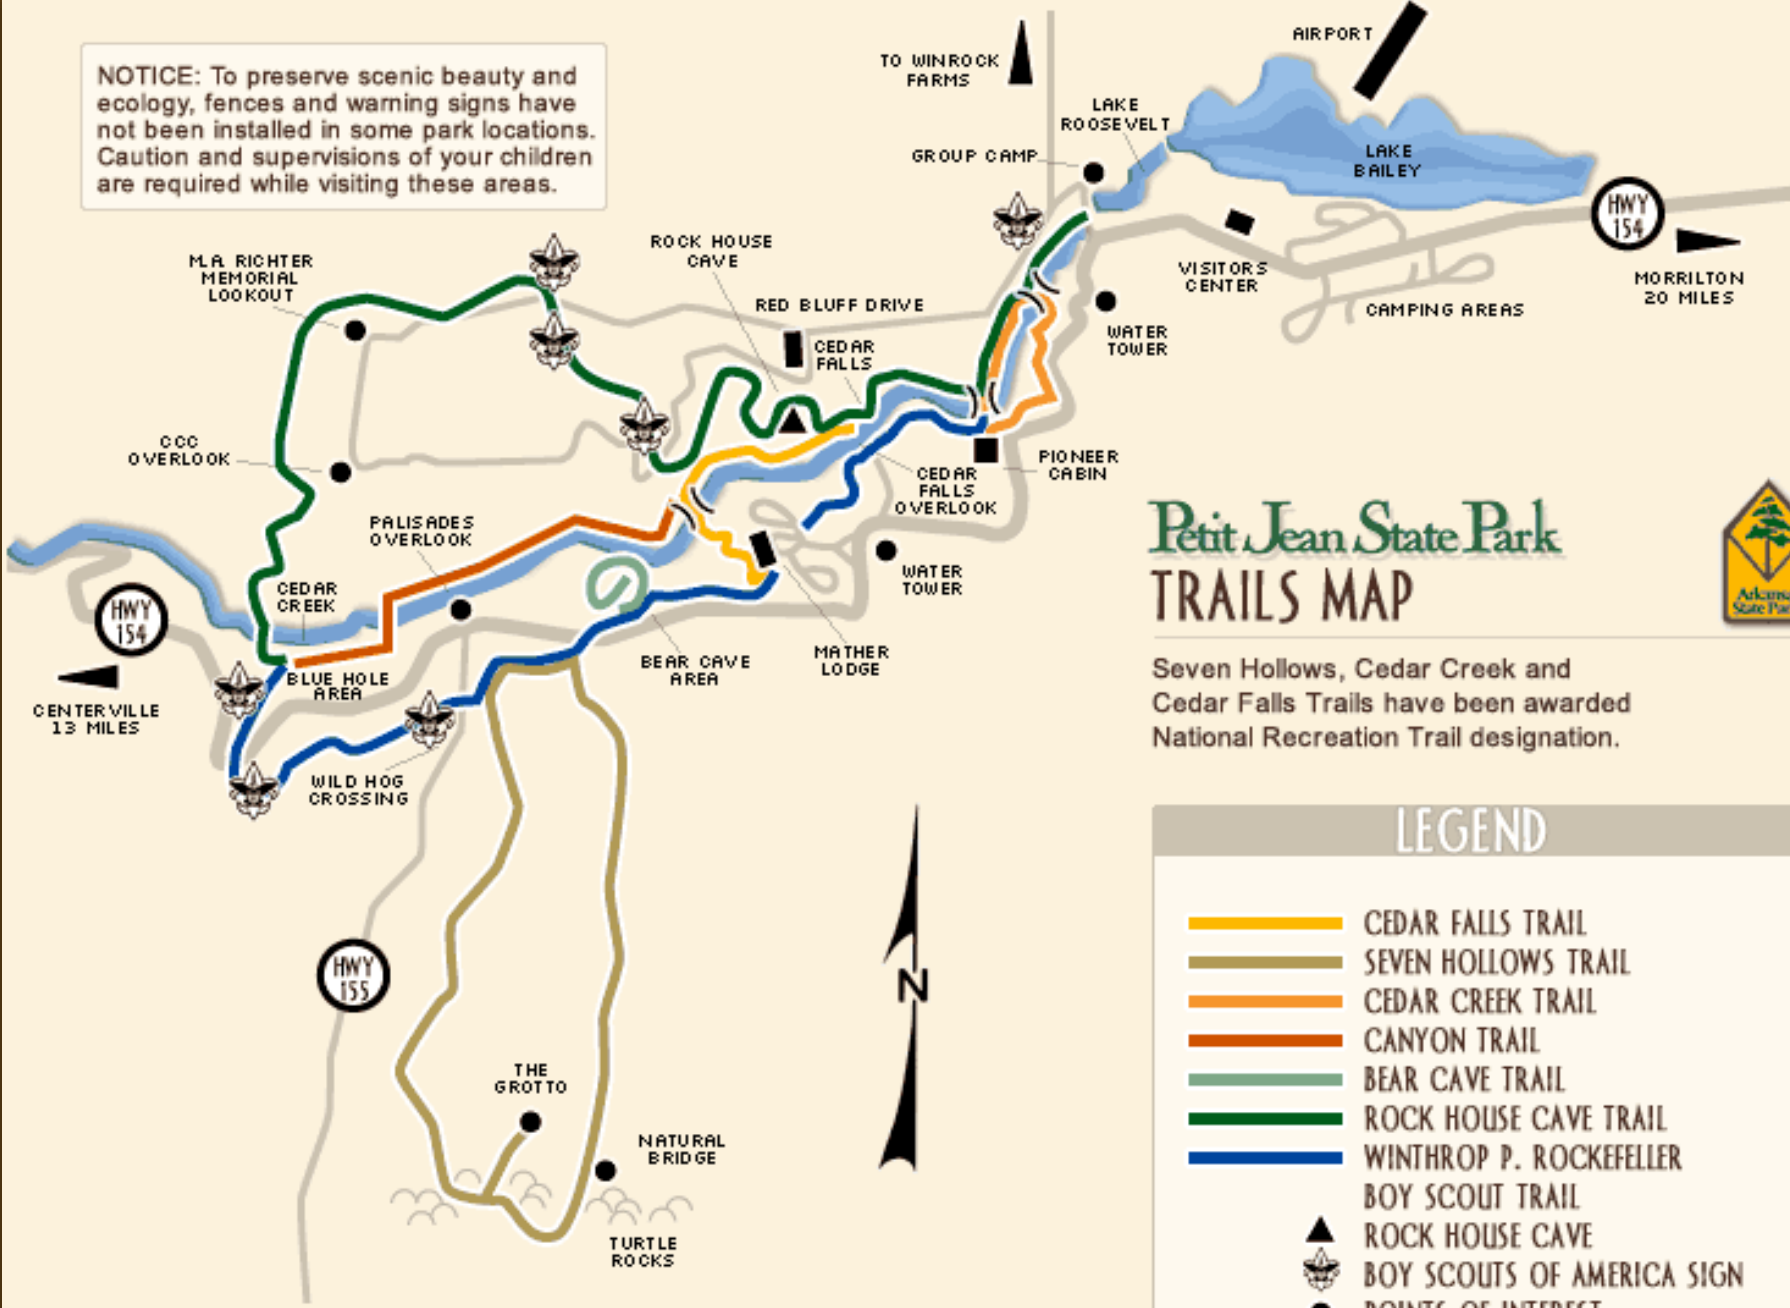 NOTICE: To preserve scenic beauty and
ecology, fences and warning signs have
not been installed in some park locations.
Caution and supervisions of your children
are required while visiting these areas.
AIRPORT
TO WINROCK
FARMS
LAKE
ROOSEVELT
GROUP CAMP
LAKE
BAILEY
HWY
154
MORRILTON
20 MILES
VISITORS
CENTER
CAMPING AREAS
WATER
TOWER
ROCK HOUSE
CAVE
M.A. RICHTER
MEMORIAL
LOOKOUT
RED BLUFF DRIVE
CEDAR
FALLS
CCC
OVERLOOK
PIONEER
CABIN
CEDAR
FALLS
OVERLOOK
PALISADES
OVERLOOK
WATER
TOWER
CEDAR
CREEK
HWY
154
CENTERVILLE
13 MILES
BLUE HOLE
AREA
BEAR CAVE
AREA
MATHER
LODGE
WILD HOG
CROSSING
HWY
155
N
THE
GROTTO
NATURAL
BRIDGE
TURTLE
ROCKS
Petit Jean State Park
TRAILS MAP
Arkansa
State Pa
Seven Hollows, Cedar Creek and
Cedar Falls Trails have been awarded
National Recreation Trail designation.
LEGEND
CEDAR FALLS TRAIL
SEVEN HOLLOWS TRAIL
CEDAR CREEK TRAIL
CANYON TRAIL
BEAR CAVE TRAIL
ROCK HOUSE CAVE TRAIL
WINTHROP P. ROCKEFELLER
BOY SCOUT TRAIL
ROCK HOUSE CAVE
BOY SCOUTS OF AMERICA SIGN
POINTS OF INTEREST